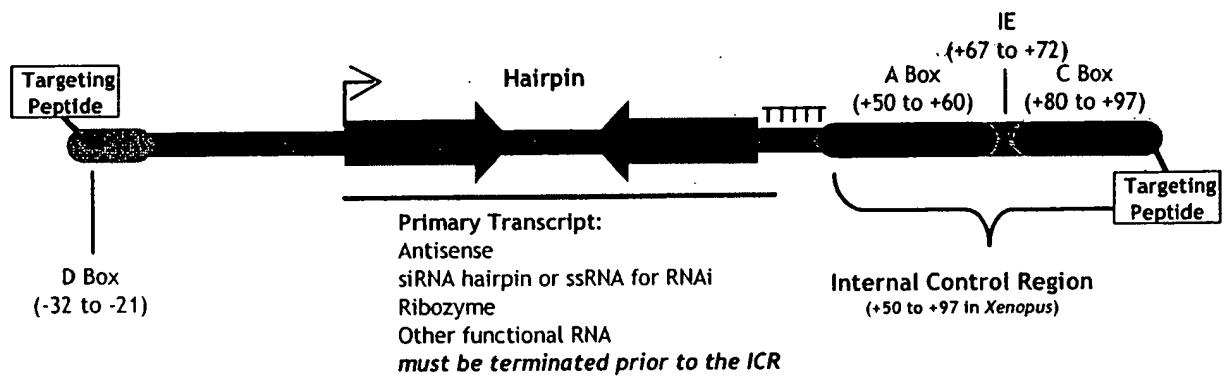 IE
(+67 to +72)
Targeting
Peptide
Hairpin
A Box
(+50 to +60)
C Box
(+80 to +97)
TTTTT
Targeting
Peptide
D Box
(-32 to -21)
Primary Transcript:
Antisense
siRNA hairpin or ssRNA for RNAi
Ribozyme
Other functional RNA
must be terminated prior to the ICR
Internal Control Region
(+50 to +97 in Xenopus)